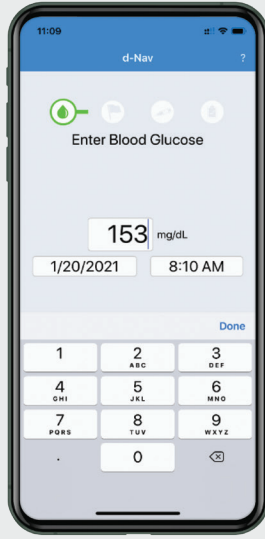 11:09
d-Nav ?
Enter Blood Glucose
153 mg/dL
1/20/2021 8:10 AM
Done
1 2 3
ABC DEF
4 5 6
GHI JKL MNO
7 8 9
PQRS TUV WXYZ
. 0